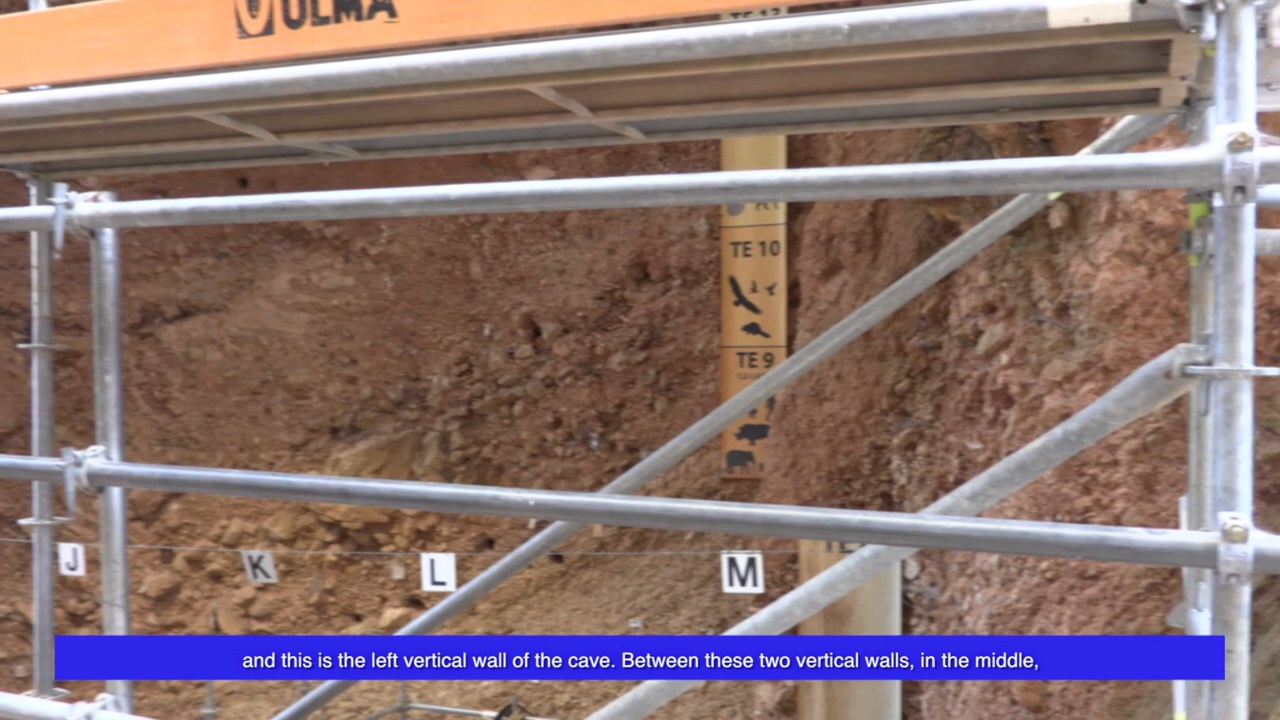 ULMA
TE 10
TE 9
J
K
L
M
and this is the left vertical wall of the cave. Between these two vertical walls, in the middle,